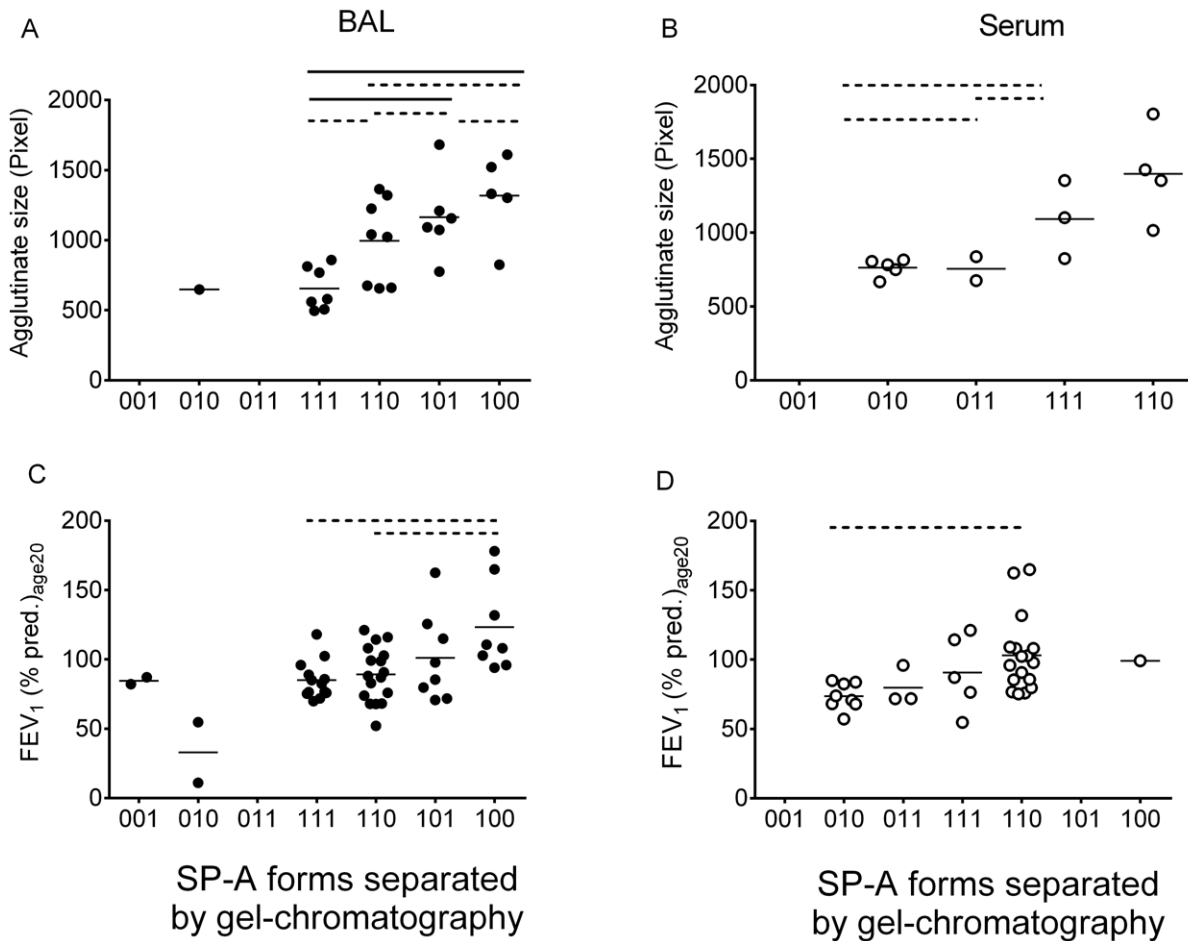 A
BAL
Agglutinate size (Pixel)
2000
1500
1000
500
0
001 010 011 111 110 101 100
B
Serum
Agglutinate size (Pixel)
2000
1500
1000
500
0
001 010 011 111 110
C
FEV1 (% pred.)age20
200
150
100
50
0
001 010 011 111 110 101 100
SP-A forms separated
by gel-chromatography
D
FEV1 (% pred.)age20
200
150
100
50
0
001 010 011 111 110 101 100
SP-A forms separated
by gel-chromatography